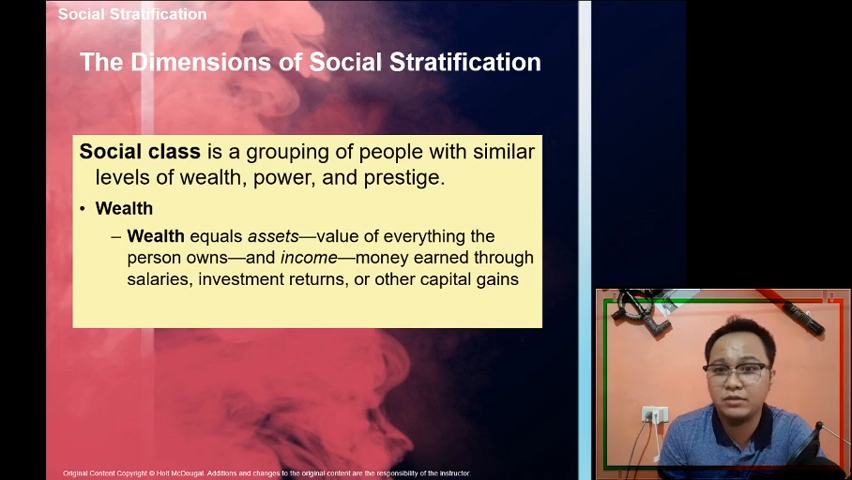 Social Stratification
The Dimensions of Social Stratification
Social class is a grouping of people with similar
levels of wealth, power, and prestige.
• Wealth
– Wealth equals assets—value of everything the
person owns—and income—money earned through
salaries, investment returns, or other capital gains
Original Content Copyright © Holt McDougal. Additions and changes to the original content are the responsibility of the instructor.